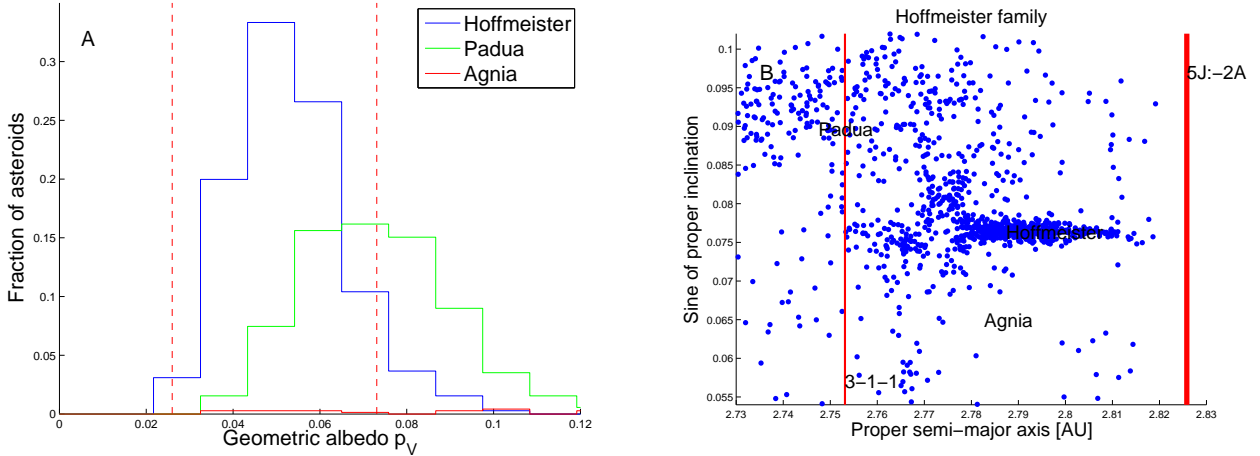 A
Hoffmeister
Padua
Agnia
Fraction of asteroids
0.3
0.25
0.2
0.15
0.1
0.05
0
0 0.02 0.04 0.06 0.08 0.1 0.12
Geometric albedo p_V
Hoffmeister family
B
5J:-2A
Padua
Hoffmeister
Agnia
3-1-1
Sine of proper inclination
0.1
0.095
0.09
0.085
0.08
0.075
0.07
0.065
0.06
0.055
2.73 2.74 2.75 2.76 2.77 2.78 2.79 2.8 2.81 2.82 2.83
Proper semi-major axis [AU]